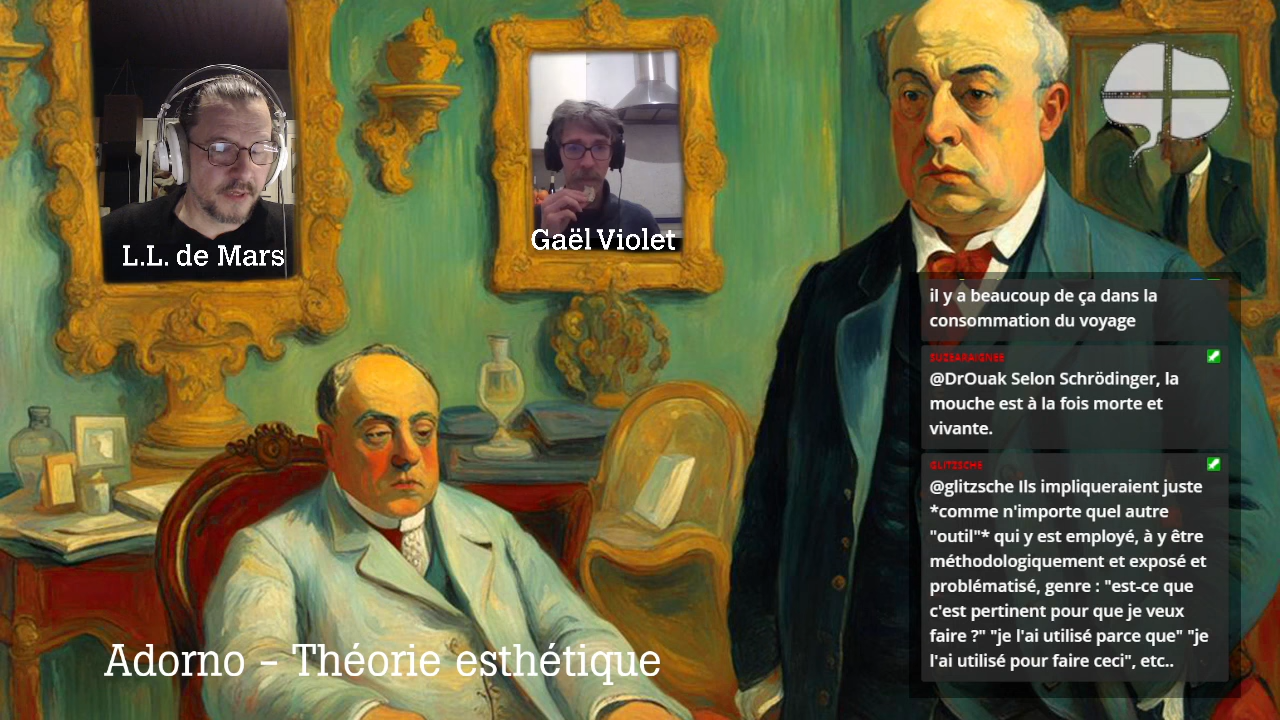 L.L. de Mars
Gaël Violet
il y a beaucoup de ça dans la
consommation du voyage
SUZEARAIGNEE
@DrOuak Selon Schrödinger, la
mouche est à la fois morte et
vivante.
GLITZSCHE
@glitzsche Ils impliqueraient juste
*comme n'importe quel autre
"outil"* qui y est employé, à y être
méthodologiquement et exposé et
problématisé, genre : "est-ce que
c'est pertinent pour que je veux
faire ?" "je l'ai utilisé parce que" "je
l'ai utilisé pour faire ceci", etc..
Adorno – Théorie esthétique